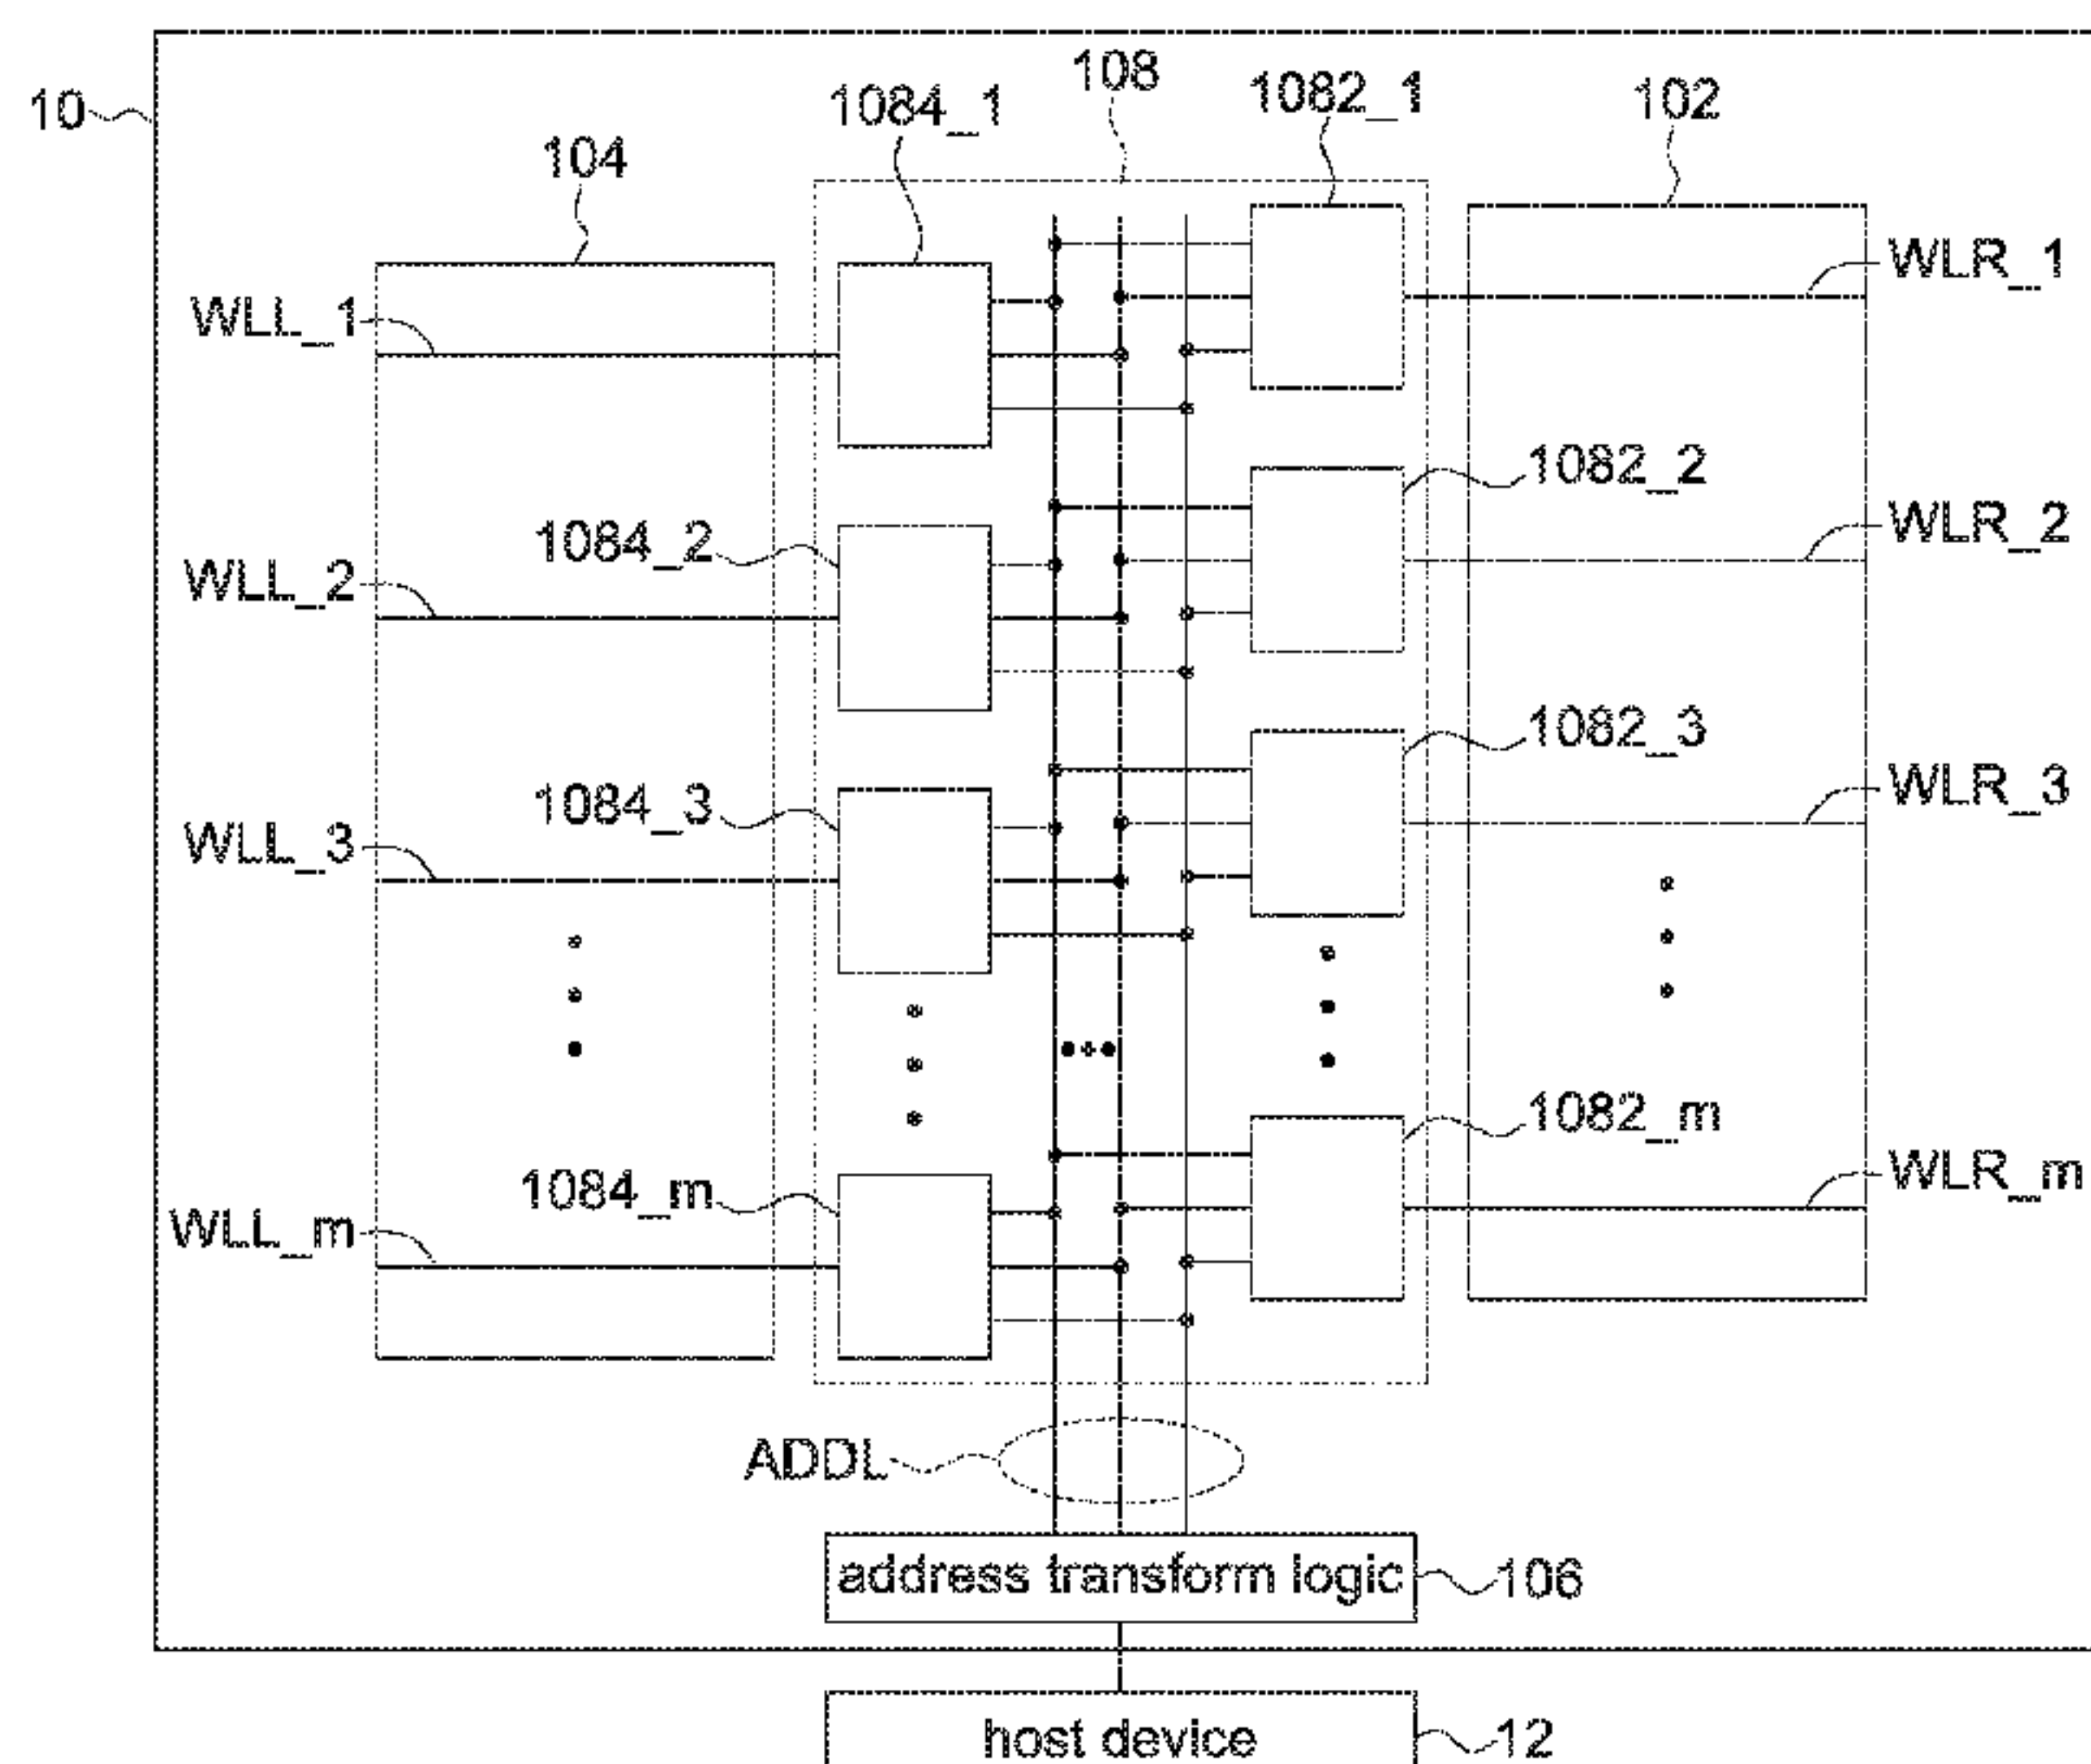 10
108
1082_1
102
1084_1
104
WLR_1
WLL_1
1082_2
WLR_2
1084_2
WLL_2
1082_3
1084_3
WLR_3
WLL_3
1082_m
WLR_m
1084_m
WLL_m
ADDL
address transform logic
106
host device
12